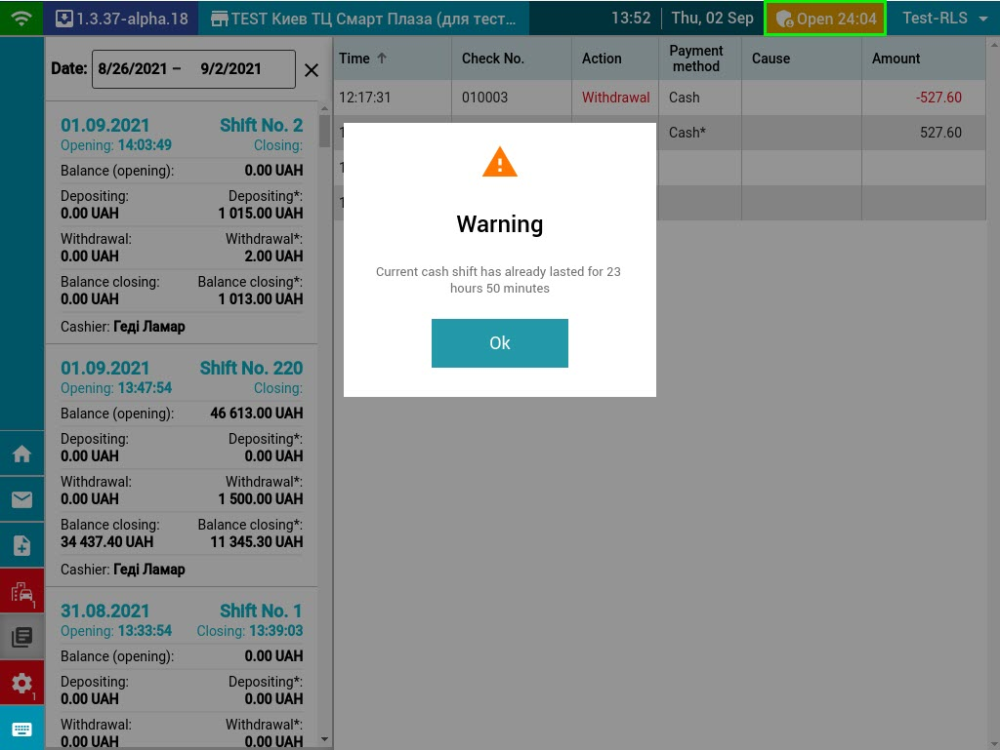 1.3.37-alpha.18
TEST Киев ТЦ Смарт Плаза (для тест...
13:52
Thu, 02 Sep
Open 24:04
Test-RLS
Date: 8/26/2021 – 9/2/2021
01.09.2021 Shift No. 2
Opening: 14:03:49 Closing:
Balance (opening): 0.00 UAH
Depositing: Depositing*:
0.00 UAH 1 015.00 UAH
Withdrawal: Withdrawal*:
0.00 UAH 2.00 UAH
Balance closing: Balance closing*:
0.00 UAH 1 013.00 UAH
Cashier: Геді Ламар
01.09.2021 Shift No. 220
Opening: 13:47:54 Closing:
Balance (opening): 46 613.00 UAH
Depositing: Depositing*:
0.00 UAH 0.00 UAH
Withdrawal: Withdrawal*:
0.00 UAH 1 500.00 UAH
Balance closing: Balance closing*:
34 437.40 UAH 11 345.30 UAH
Cashier: Геді Ламар
31.08.2021 Shift No. 1
Opening: 13:33:54 Closing: 13:39:03
Balance (opening): 0.00 UAH
Depositing: Depositing*:
0.00 UAH 0.00 UAH
Withdrawal: Withdrawal*:
0.00 UAH 0.00 UAH
1
1
Time Check No. Action Payment method Cause Amount
12:17:31 010003 Withdrawal Cash -527.60
Cash* 527.60
Warning
Current cash shift has already lasted for 23
hours 50 minutes
Ok